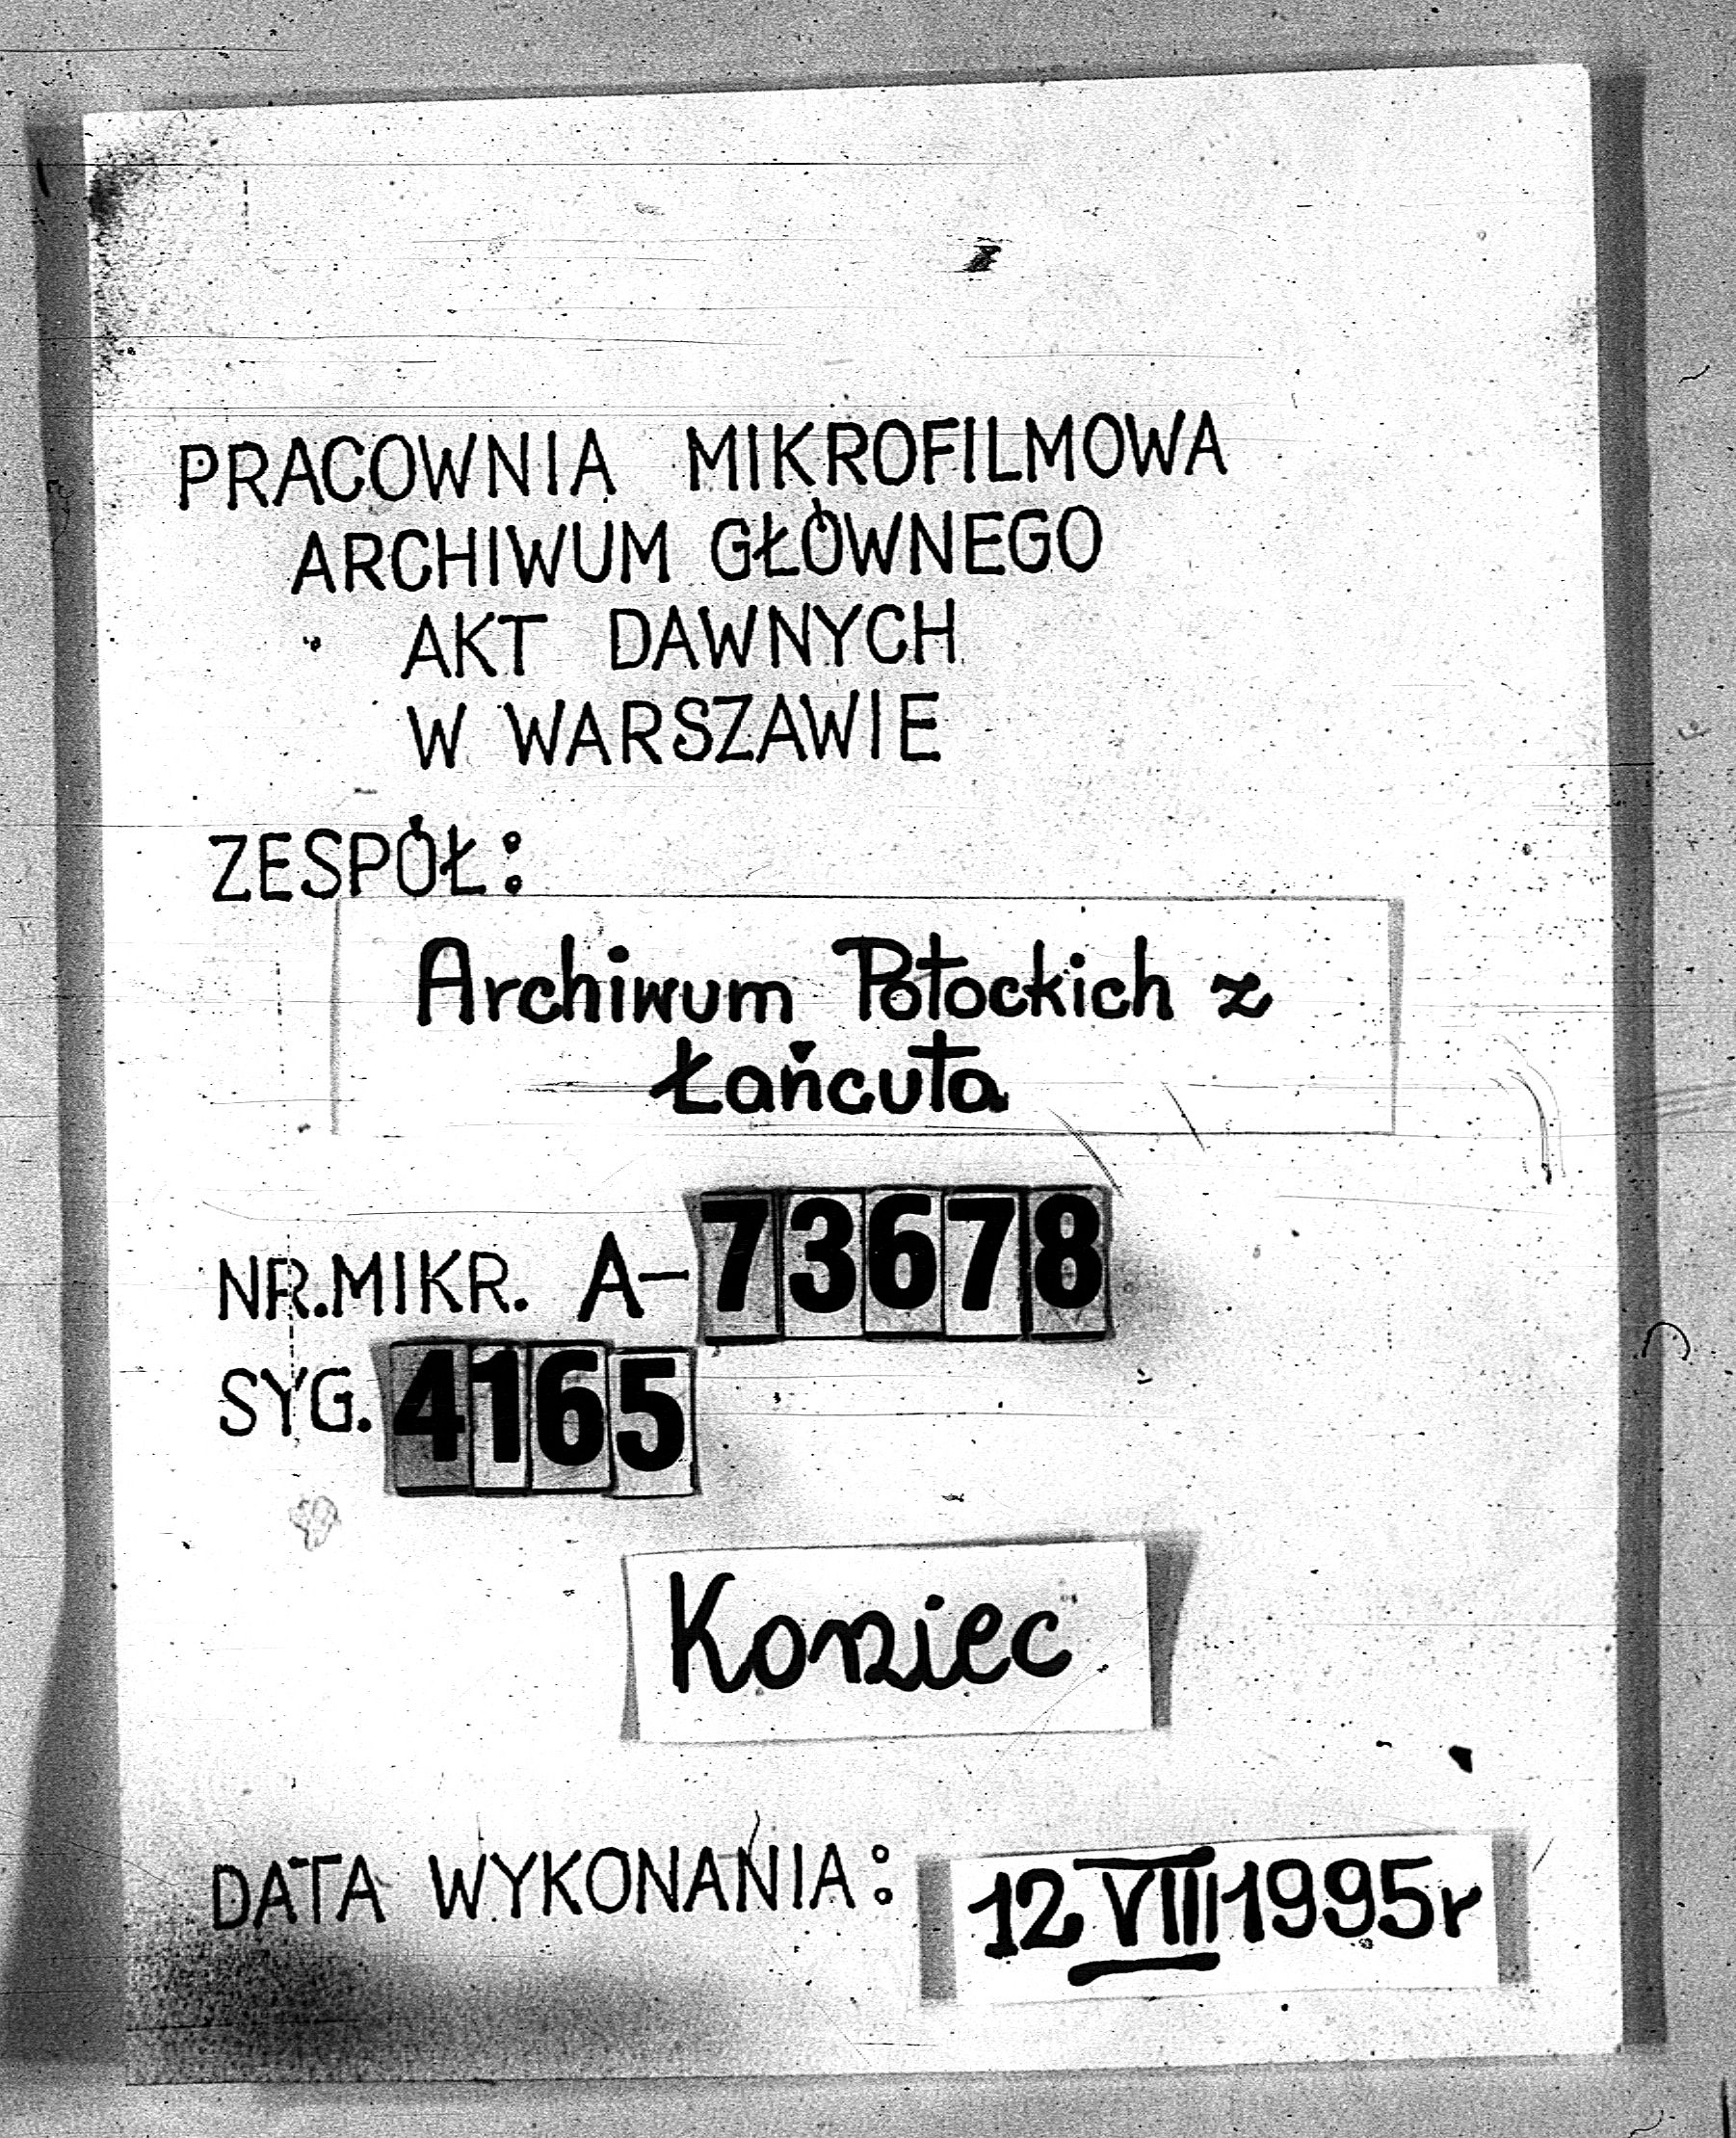 PRACOWNIA MIKROFILMOWA
ARCHIWUM GŁÓWNEGO
AKT DAWNYCH
W WARSZAWIE
ZESPÓŁ:
Archiwum Potockich z
Łańcuta
NR.MIKR. A-73678
SYG. 4165
Koniec
DATA WYKONANIA: 12 VIII 1995r